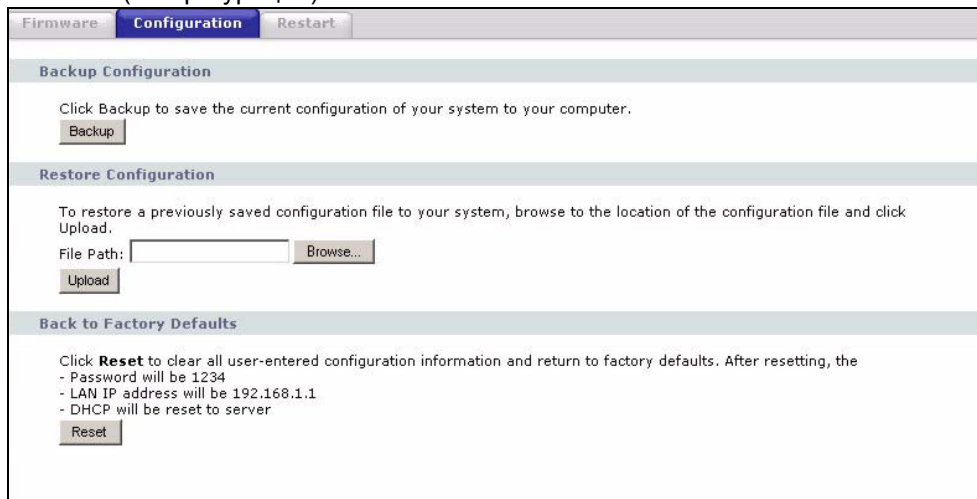 Firmware Configuration Restart
Backup Configuration
Click Backup to save the current configuration of your system to your computer.
Backup
Restore Configuration
To restore a previously saved configuration file to your system, browse to the location of the configuration file and click
Upload.
File Path: Browse...
Upload
Back to Factory Defaults
Click Reset to clear all user-entered configuration information and return to factory defaults. After resetting, the
- Password will be 1234
- LAN IP address will be 192.168.1.1
- DHCP will be reset to server
Reset